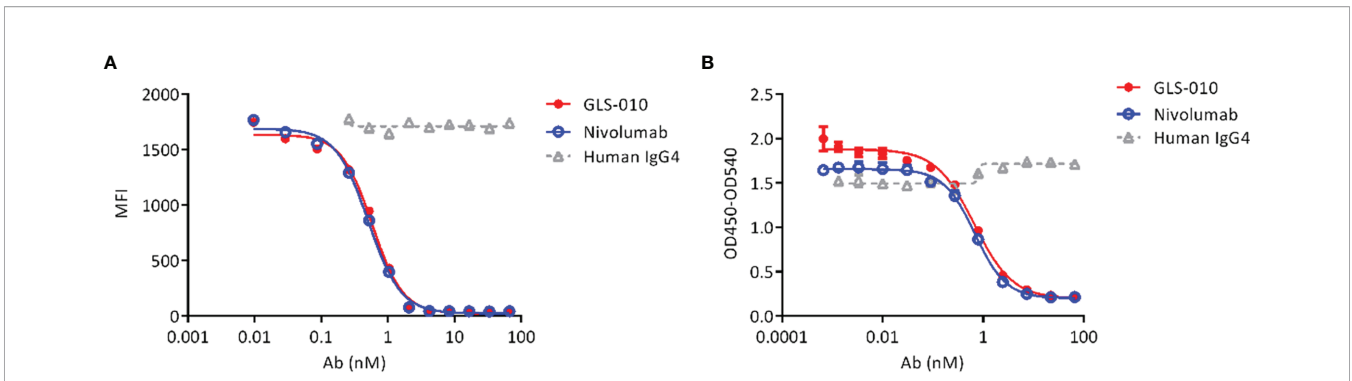 A
MFI
2000
1500
1000
500
0
0.001 0.01 0.1 1 10 100
Ab (nM)
GLS-010
Nivolumab
Human IgG4
B
OD450-OD540
2.5
2.0
1.5
1.0
0.5
0.0
0.0001 0.01 1 100
Ab (nM)
GLS-010
Nivolumab
Human IgG4